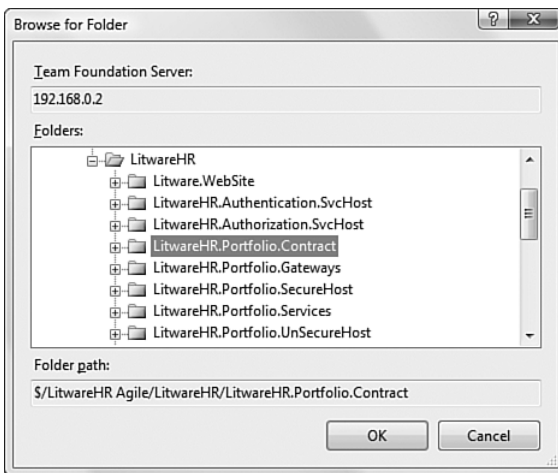 Browse for Folder
Team Foundation Server:
192.168.0.2
Folders:
LitwareHR
Litware.WebSite
LitwareHR.Authentication.SvcHost
LitwareHR.Authorization.SvcHost
LitwareHR.Portfolio.Contract
LitwareHR.Portfolio.Gateways
LitwareHR.Portfolio.SecureHost
LitwareHR.Portfolio.Services
LitwareHR.Portfolio.UnSecureHost
Folder path:
$/LitwareHR Agile/LitwareHR/LitwareHR.Portfolio.Contract
OK Cancel